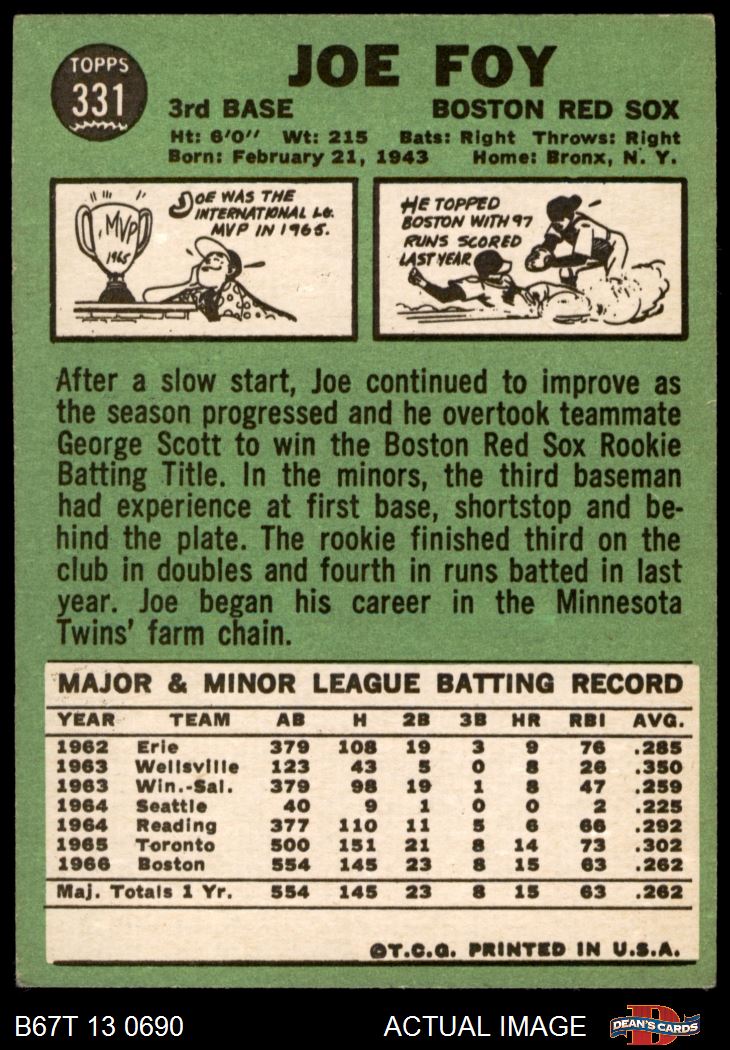 TOPPS
331
JOE FOY
3rd BASE BOSTON RED SOX
Ht: 6'0" Wt: 215 Bats: Right Throws: Right
Born: February 21, 1943 Home: Bronx, N. Y.
MVP
1965
JOE WAS THE
INTERNATIONAL LG.
MVP IN 1965.
HE TOPPED
BOSTON WITH 97
RUNS SCORED
LAST YEAR
After a slow start, Joe continued to improve as
the season progressed and he overtook teammate
George Scott to win the Boston Red Sox Rookie
Batting Title. In the minors, the third baseman
had experience at first base, shortstop and be-
hind the plate. The rookie finished third on the
club in doubles and fourth in runs batted in last
year. Joe began his career in the Minnesota
Twins' farm chain.
MAJOR & MINOR LEAGUE BATTING RECORD
YEAR TEAM AB H 2B 3B HR RBI AVG.
1962 Erie 379 108 19 3 9 76 .285
1963 Wellsville 123 43 5 0 8 26 .350
1963 Win.-Sal. 379 98 19 1 8 47 .259
1964 Seattle 40 9 1 0 0 2 .225
1964 Reading 377 110 11 5 6 66 .292
1965 Toronto 500 151 21 8 14 73 .302
1966 Boston 554 145 23 8 15 63 .262
Maj. Totals 1 Yr. 554 145 23 8 15 63 .262
©T.C.G. PRINTED IN U.S.A.
B67T 13 0690 ACTUAL IMAGE
D
DEAN'S CARDS